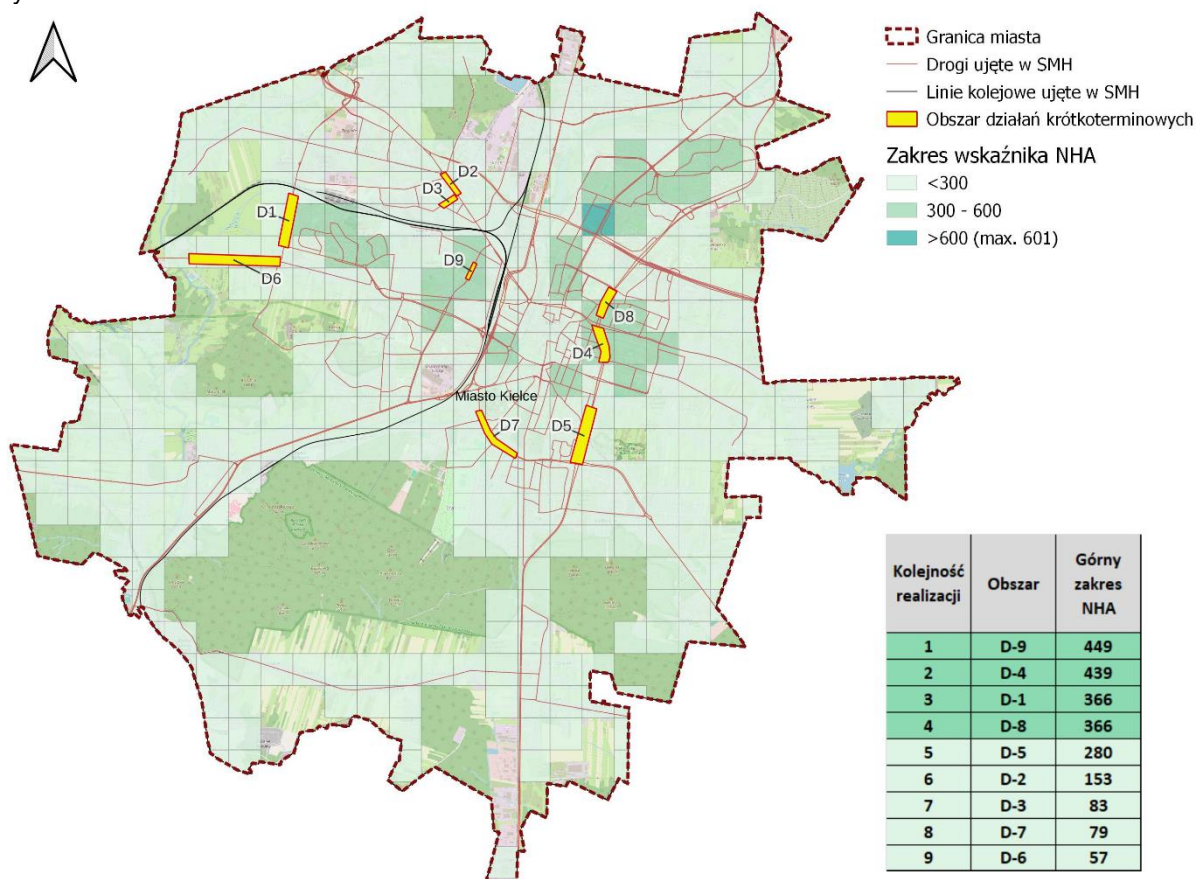 y
Granica miasta
Drogi ujęte w SMH
Linie kolejowe ujęte w SMH
Obszar działań krótkoterminowych
Zakres wskaźnika NHA
<300
300 - 600
>600 (max. 601)
D2
D3
D1
D9
D6
D8
D4
Miasto Kielce
D7
D5
Kolejność realizacji
Obszar
Górny zakres NHA
1 D-9 449
2 D-4 439
3 D-1 366
4 D-8 366
5 D-5 280
6 D-2 153
7 D-3 83
8 D-7 79
9 D-6 57